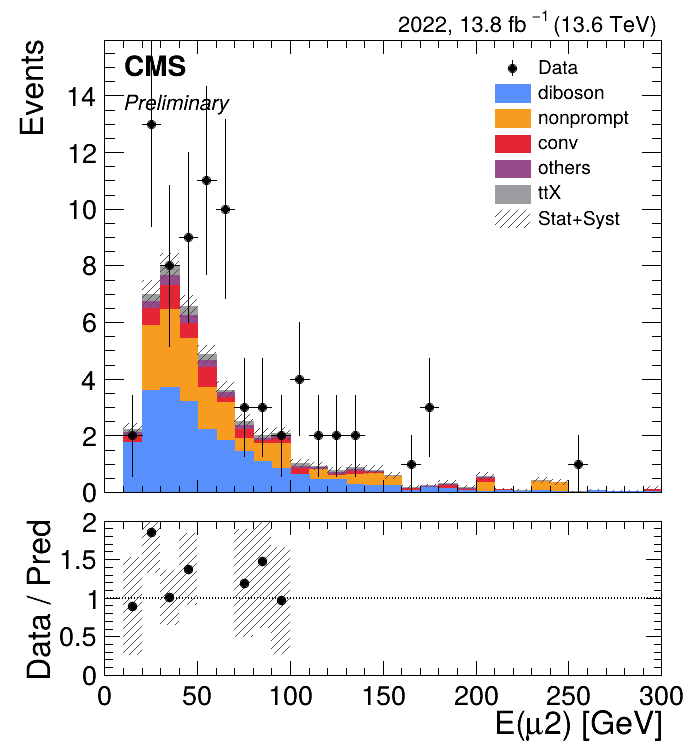 2022, 13.8 fb⁻¹ (13.6 TeV)
Events
CMS
Preliminary
Data
diboson
nonprompt
conv
others
ttX
Stat+Syst
14
12
10
8
6
4
2
0
Data / Pred
2
1.5
1
0.5
0
0 50 100 150 200 250 300
E(μ2) [GeV]